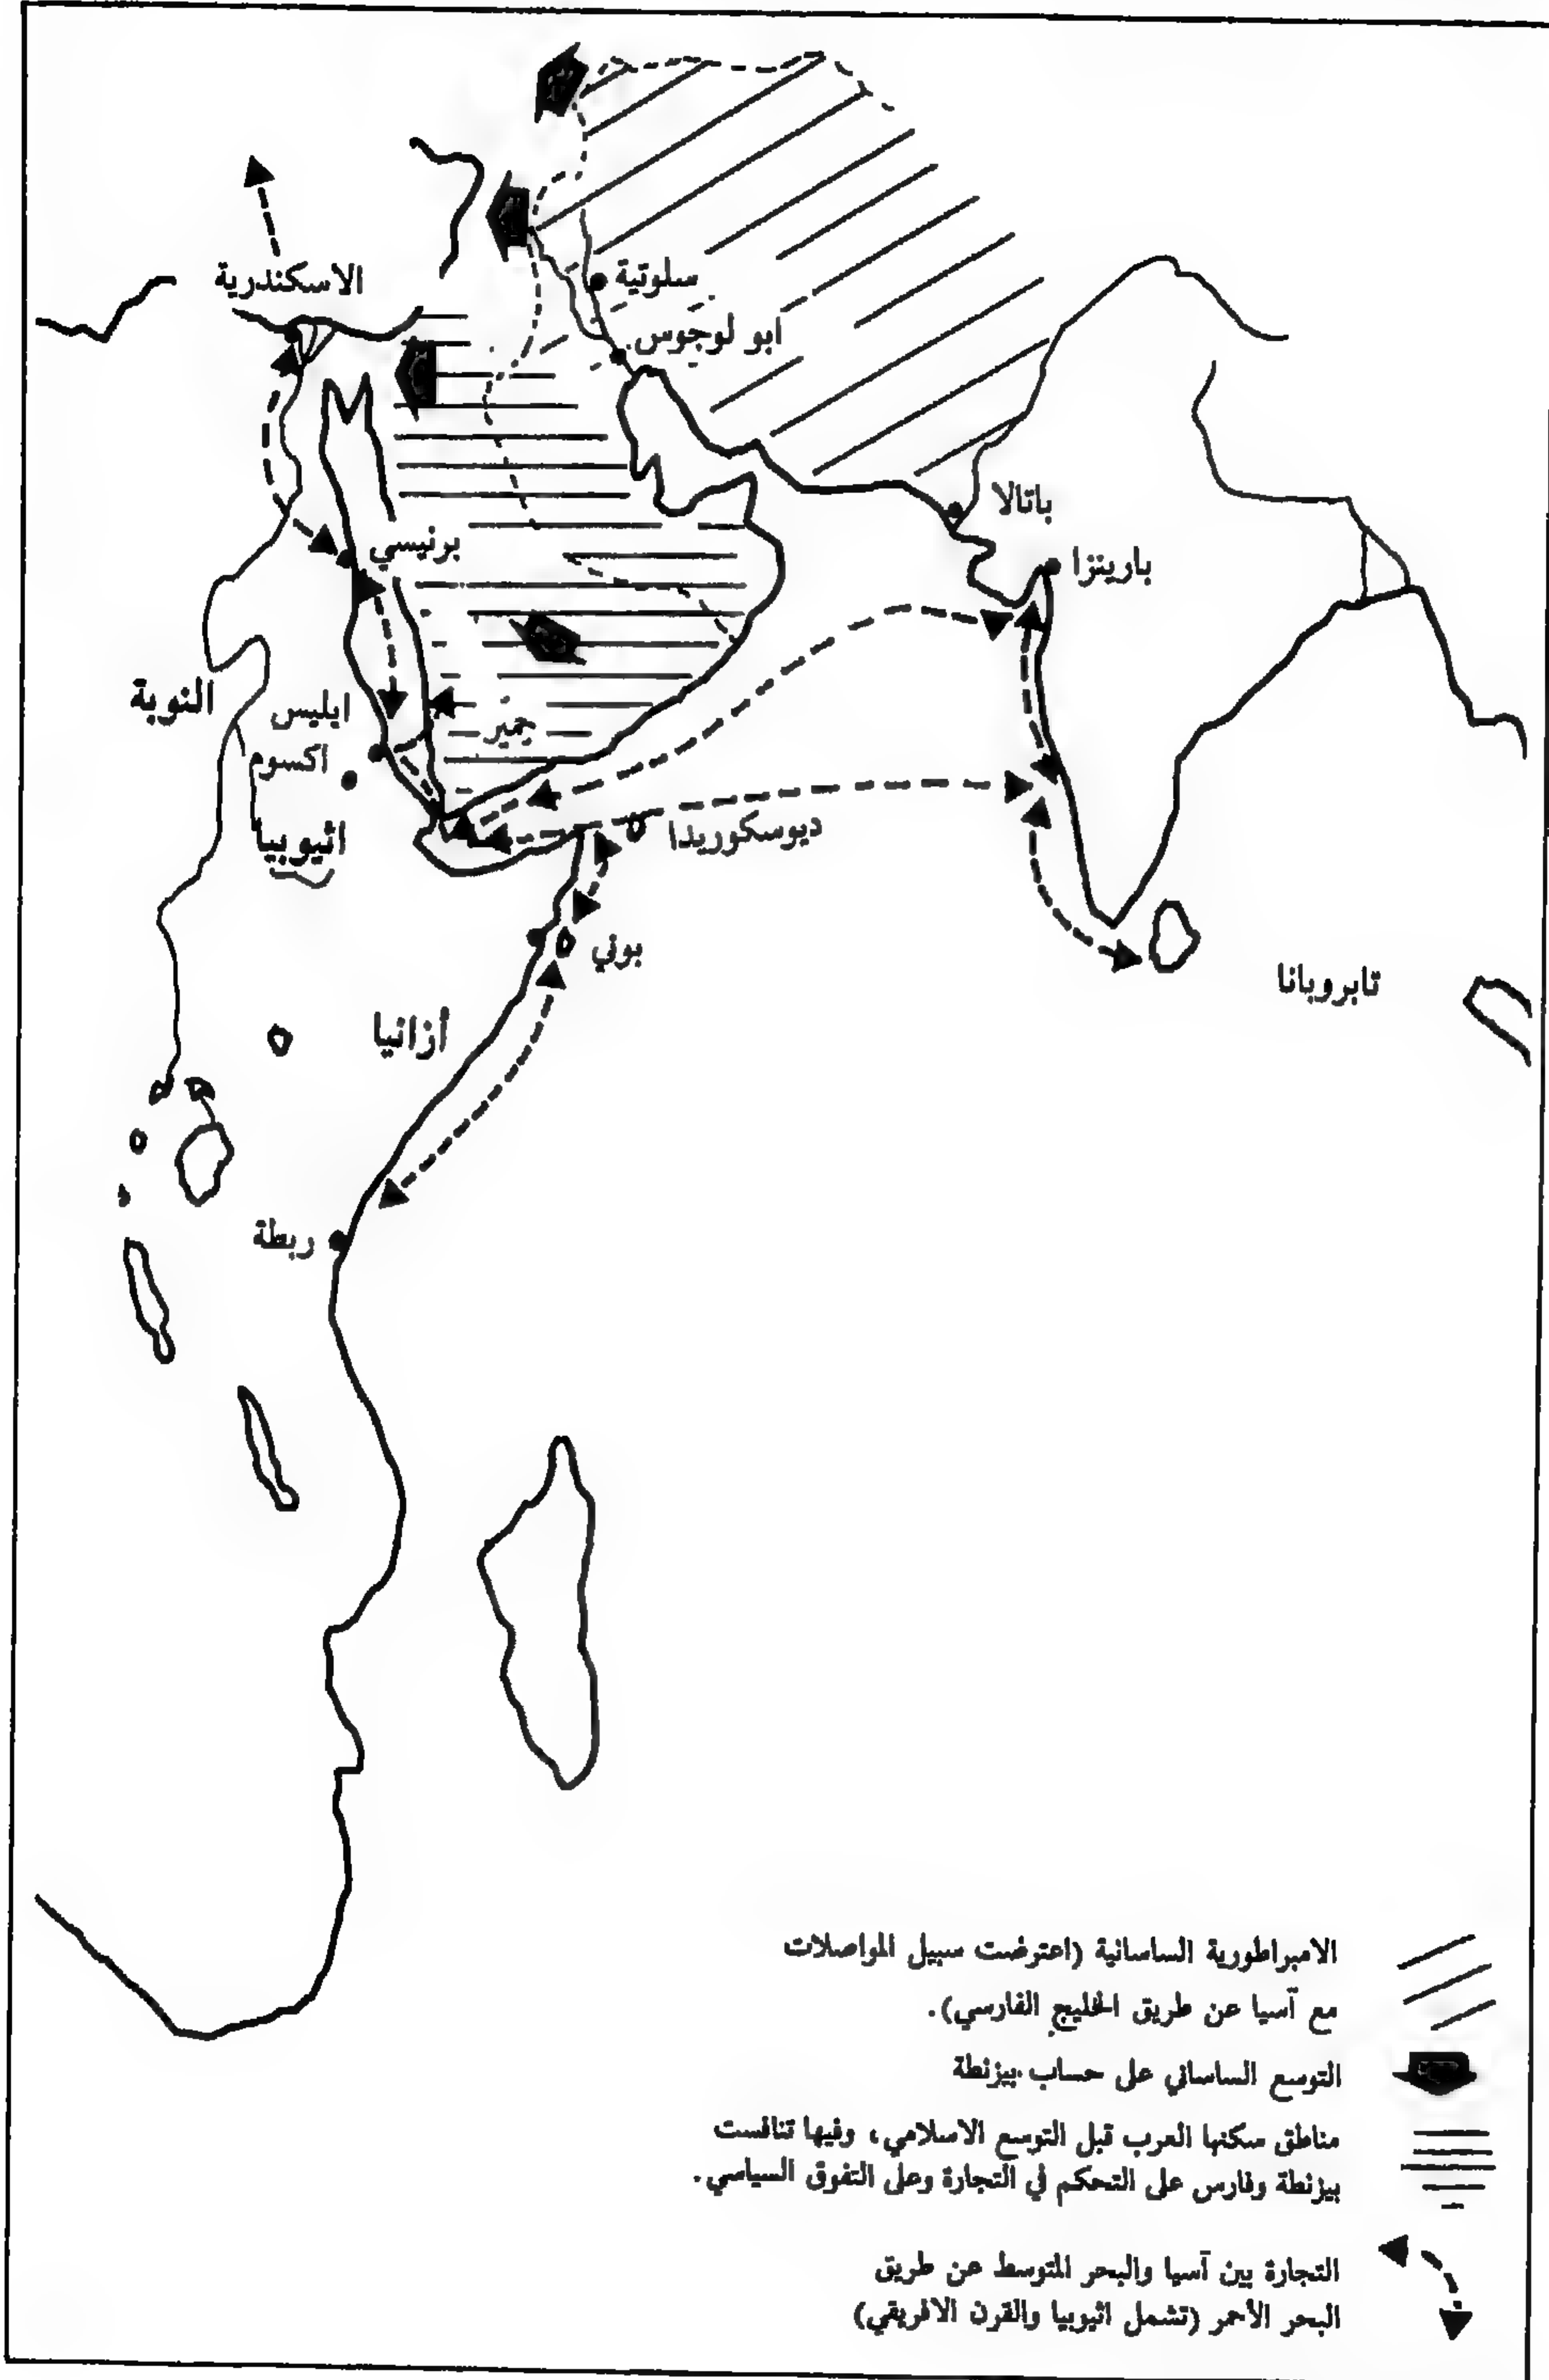 الاسكندرية
سلوتية
ابو لوجوس
باتالا
برنيسي
باريتزا
النوبة
ايليس
حمير
اكسوم
اثيوبيا
ديوسكوريدا
بوني
تابروبانا
أزانيا
ربطة
الامبراطورية الساسانية (اعترضت سبيل المواصلات
مع آسيا عن طريق الخليج الفارسي).
التوسع الساساني على حساب بيزنطة
مناطق سكنها العرب قبل التوسع الاسلامي، وفيها تنافست
بيزنطة وفارس على التحكم في التجارة وعلى التفوق السياسي.
التجارة بين آسيا والبحر المتوسط عن طريق
البحر الأحمر (تشمل اثيوبيا والقرن الافريقي)